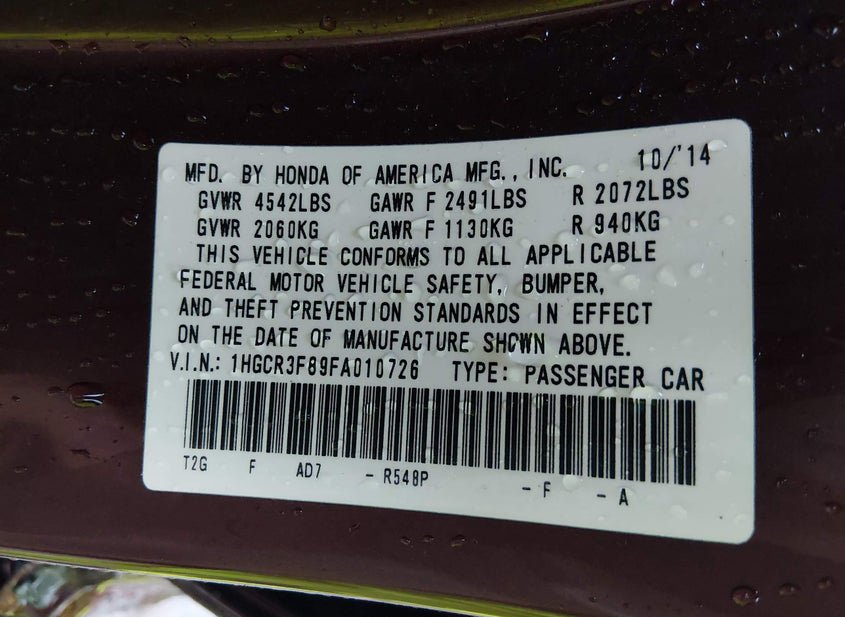 MFD. BY HONDA OF AMERICA MFG., INC. 10/'14
GVWR 4542LBS GAWR F 2491LBS R 2072LBS
GVWR 2060KG GAWR F 1130KG R 940KG
THIS VEHICLE CONFORMS TO ALL APPLICABLE
FEDERAL MOTOR VEHICLE SAFETY, BUMPER,
AND THEFT PREVENTION STANDARDS IN EFFECT
ON THE DATE OF MANUFACTURE SHOWN ABOVE.
V.I.N.: 1HGCR3F89FA010726 TYPE: PASSENGER CAR
T2G F AD7 - R548P - F - A